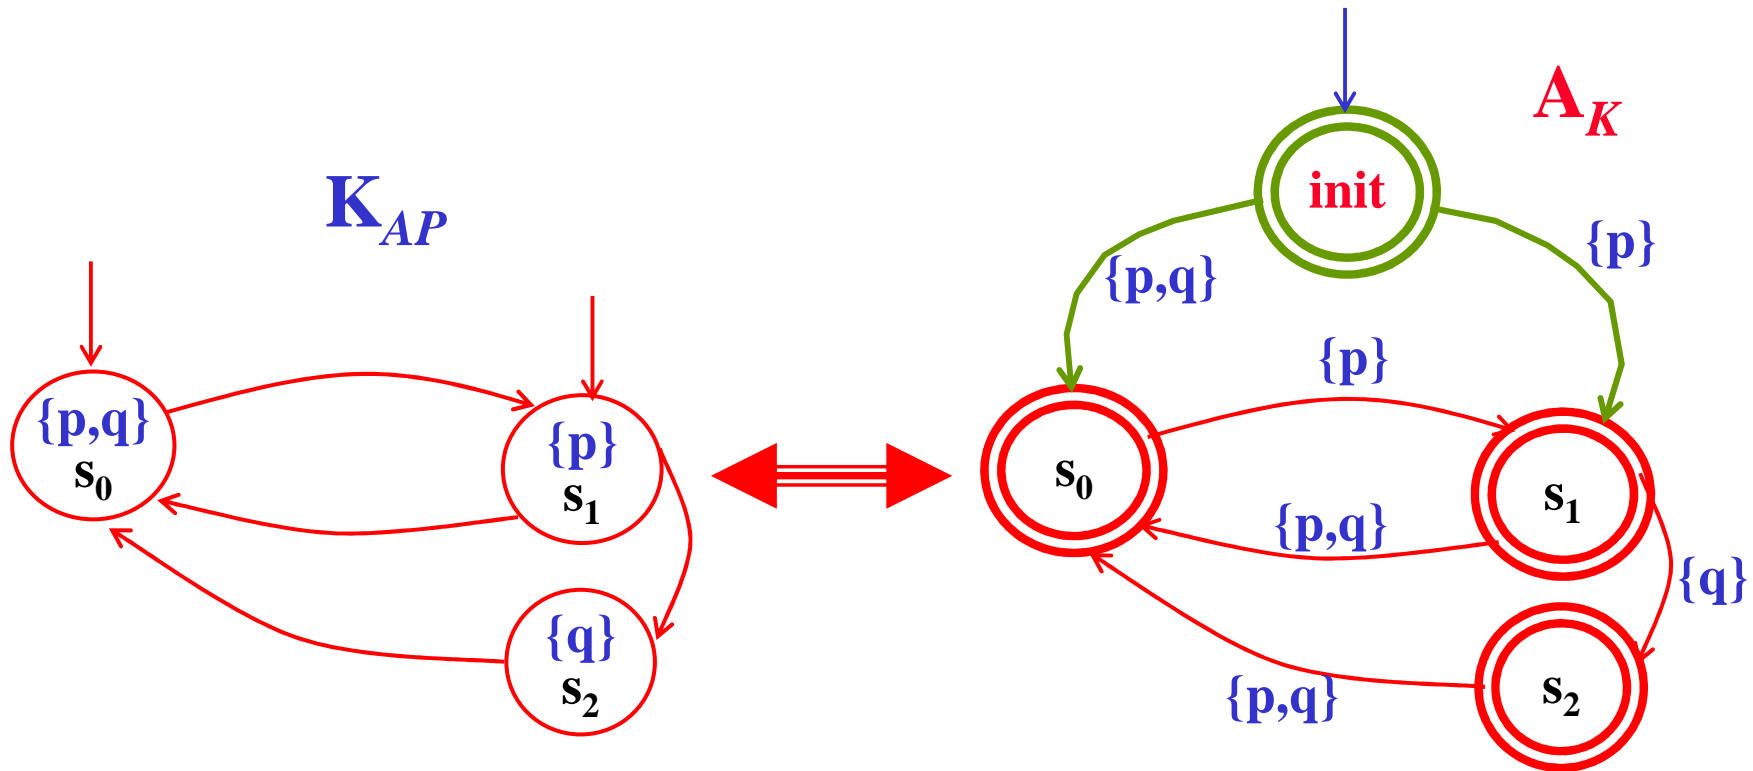 K_AP
{p,q}
s_0
{p}
s_1
{q}
s_2
A_K
init
{p,q}
{p}
{p}
s_0
s_1
{p,q}
{q}
s_2
{p,q}